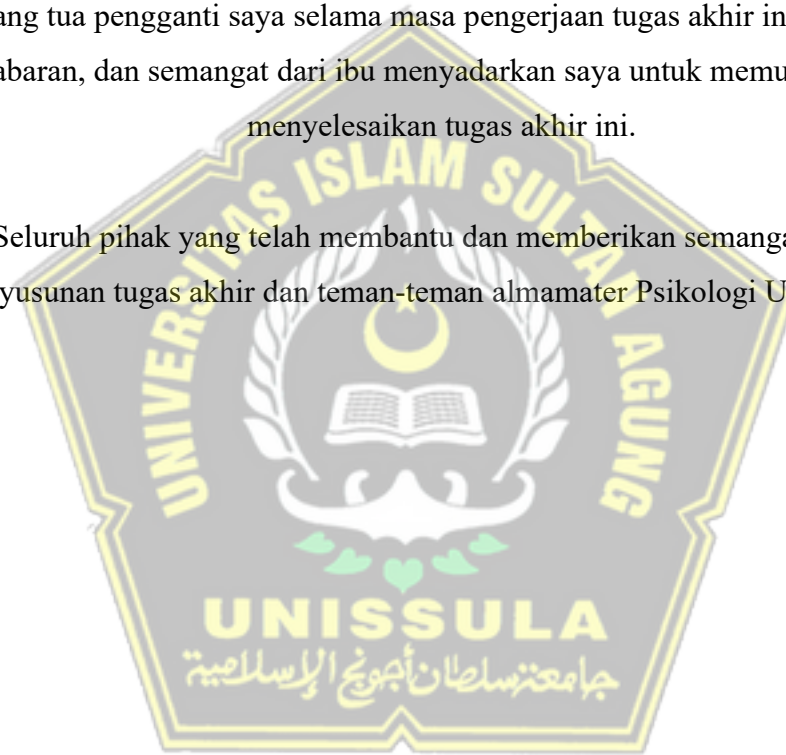 ang tua pengganti saya selama masa pengerjaan tugas akhir in
abaran, dan semangat dari ibu menyadarkan saya untuk memu
menyelesaikan tugas akhir ini.
Seluruh pihak yang telah membantu dan memberikan semanga
yusunan tugas akhir dan teman-teman almamater Psikologi U
UNIVERSITAS ISLAM SULTAN AGUNG
UNISSULA
جامعة سلطان أجونج الإسلامية